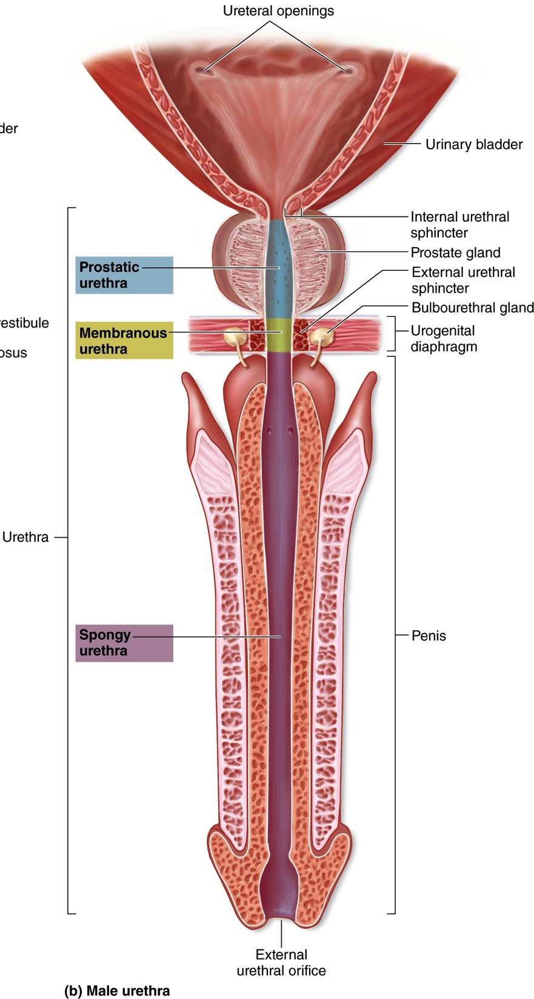 Ureteral openings
der
Urinary bladder
Internal urethral
sphincter
Prostate gland
Prostatic
urethra
External urethral
sphincter
Bulbourethral gland
estibule
Membranous
urethra
Urogenital
diaphragm
osus
Urethra
Spongy
urethra
Penis
External
urethral orifice
(b) Male urethra